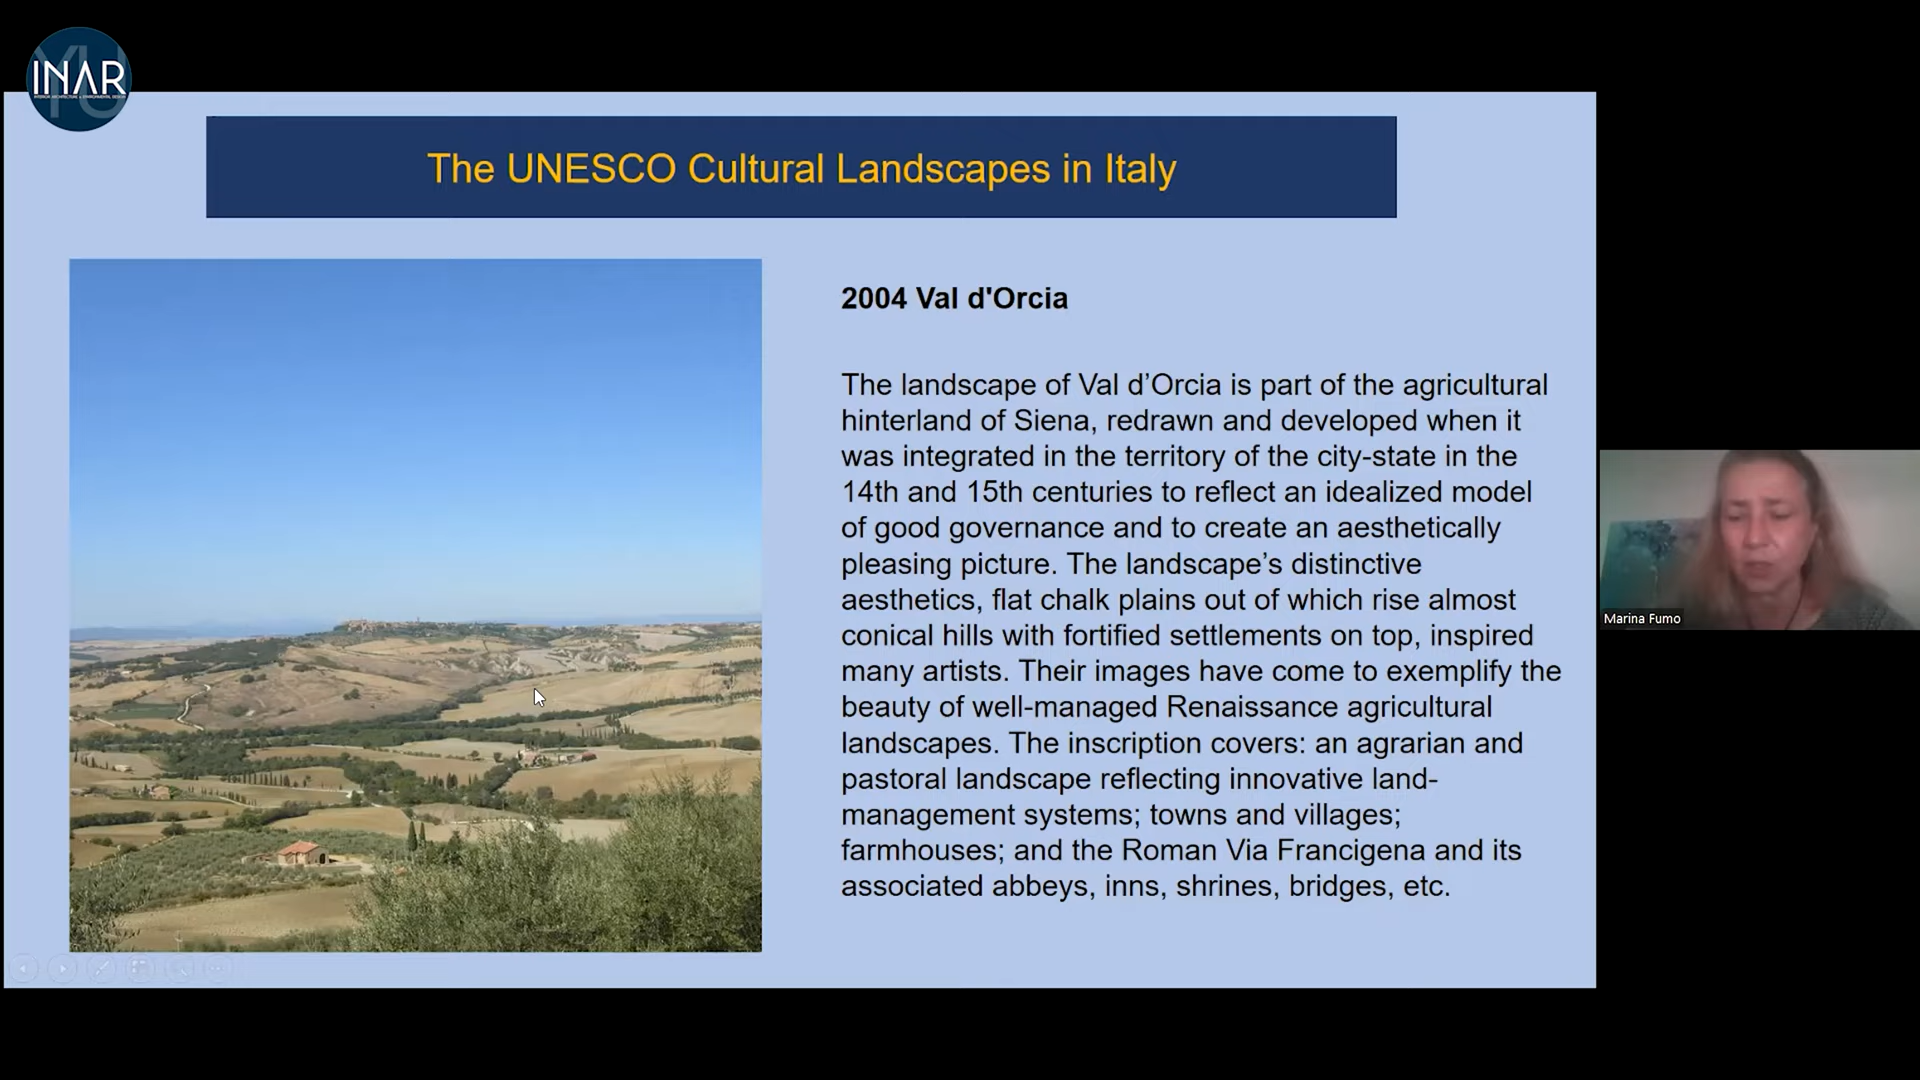 INAR
The UNESCO Cultural Landscapes in Italy
2004 Val d'Orcia
The landscape of Val d’Orcia is part of the agricultural
hinterland of Siena, redrawn and developed when it
was integrated in the territory of the city-state in the
14th and 15th centuries to reflect an idealized model
of good governance and to create an aesthetically
pleasing picture. The landscape’s distinctive
aesthetics, flat chalk plains out of which rise almost
conical hills with fortified settlements on top, inspired
many artists. Their images have come to exemplify the
beauty of well-managed Renaissance agricultural
landscapes. The inscription covers: an agrarian and
pastoral landscape reflecting innovative land-
management systems; towns and villages;
farmhouses; and the Roman Via Francigena and its
associated abbeys, inns, shrines, bridges, etc.
Marina Fumo